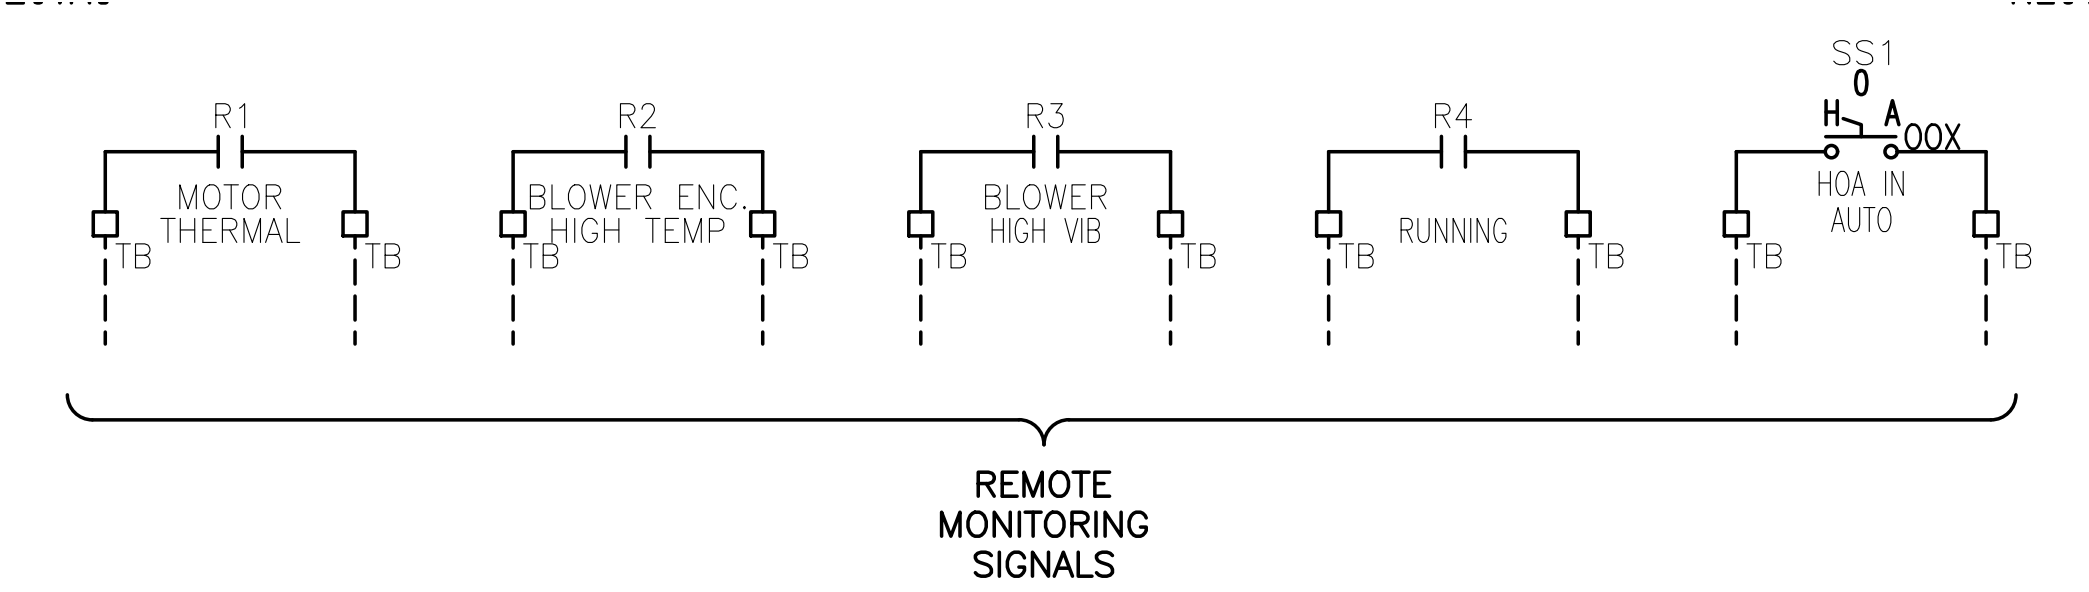 SS1
O
H A
R1 R2 R3 R4 OOX
MOTOR THERMAL
BLOWER ENC. HIGH TEMP
BLOWER HIGH VIB
RUNNING
HOA IN AUTO
TB TB TB TB TB TB TB TB TB TB
REMOTE
MONITORING
SIGNALS